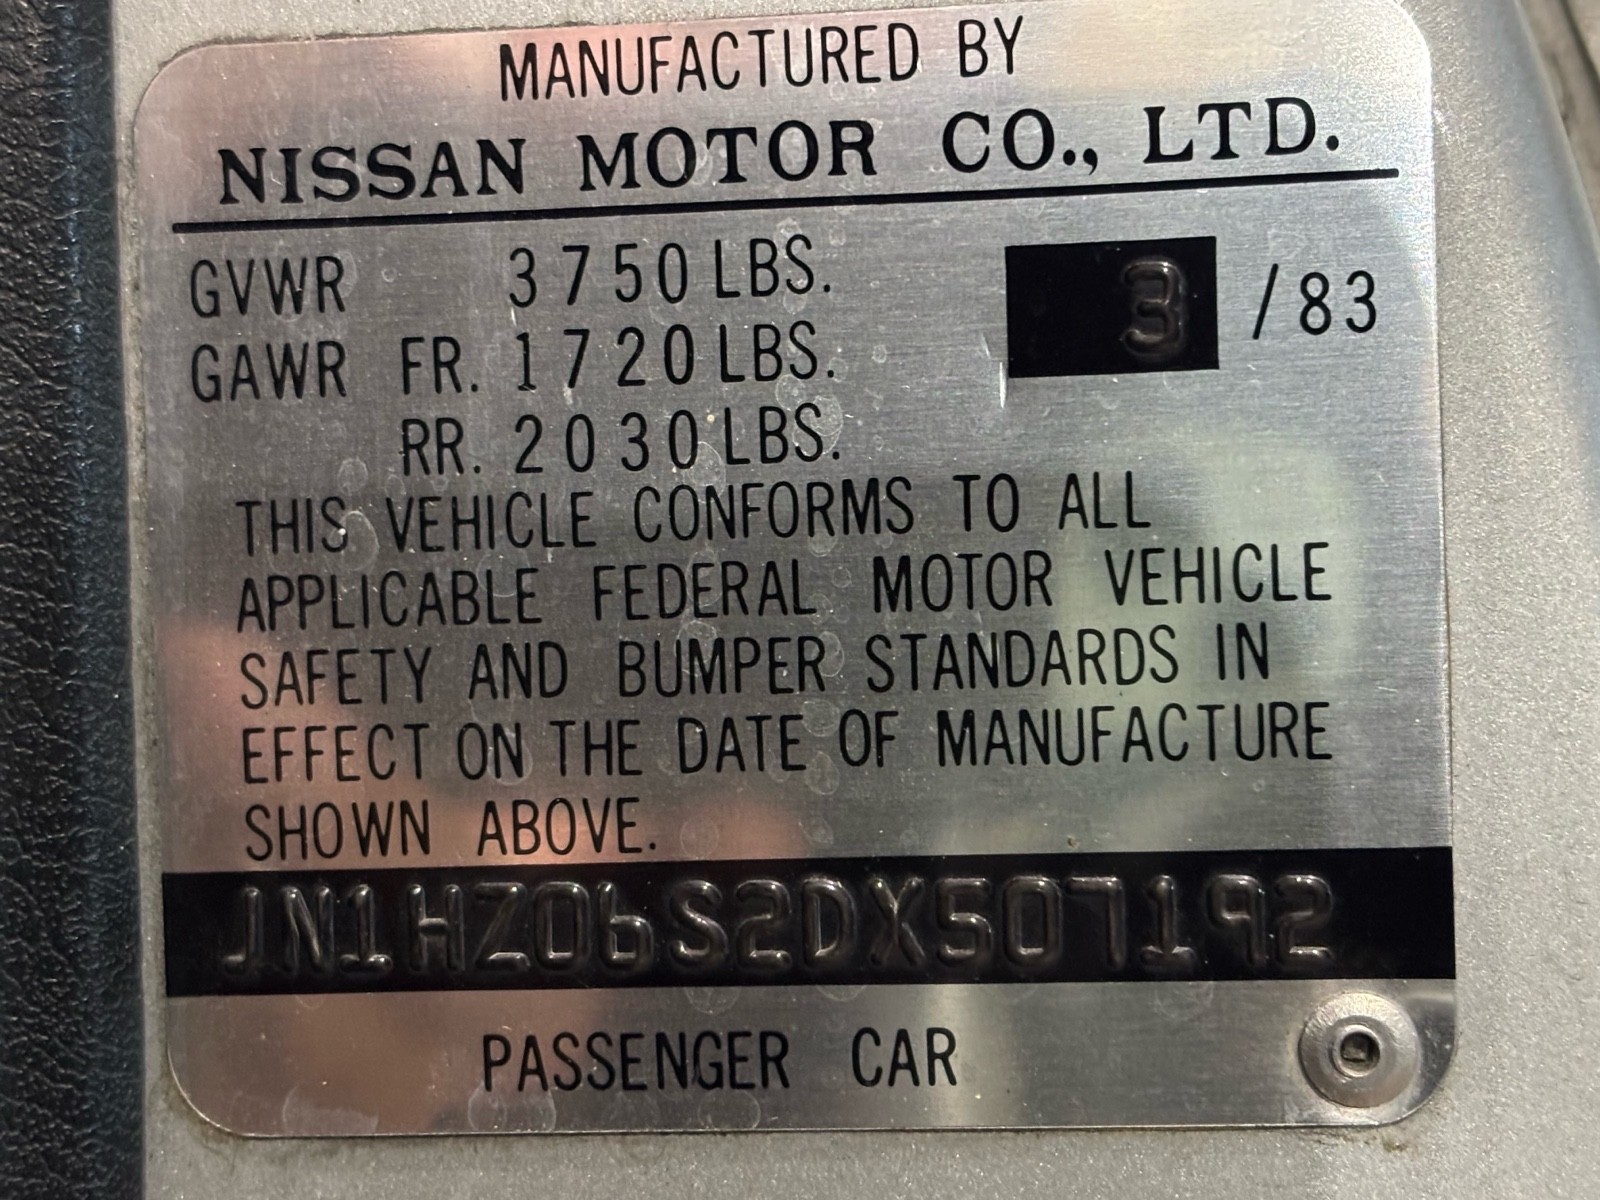 MANUFACTURED BY
NISSAN MOTOR CO., LTD.
GVWR 3750 LBS. 3 /83
GAWR FR. 1720 LBS.
RR. 2030 LBS.
THIS VEHICLE CONFORMS TO ALL
APPLICABLE FEDERAL MOTOR VEHICLE
SAFETY AND BUMPER STANDARDS IN
EFFECT ON THE DATE OF MANUFACTURE
SHOWN ABOVE.
JN1HZ06S2DX507192
PASSENGER CAR